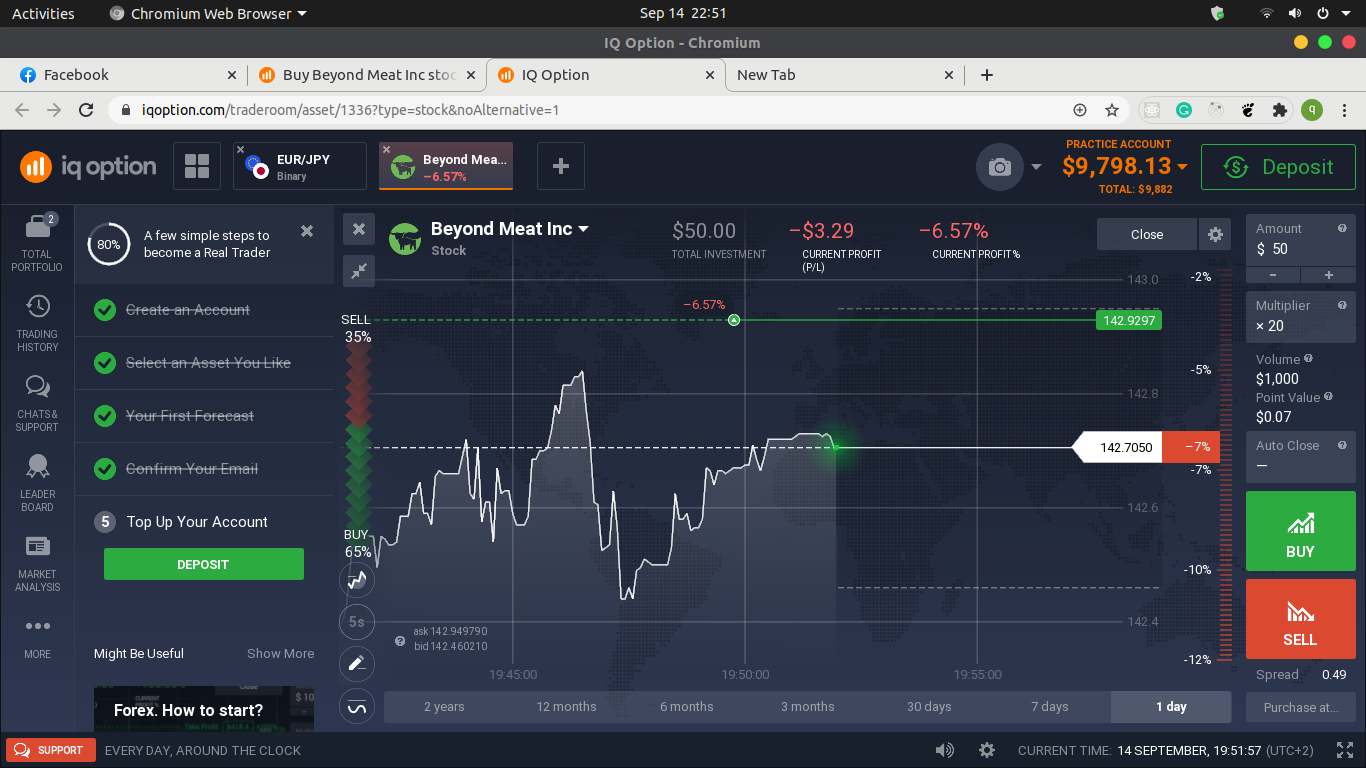 Activities
Chromium Web Browser
Sep 14 22:51
IQ Option - Chromium
Facebook
Buy Beyond Meat Inc stoc
IQ Option
New Tab
iqoption.com/traderoom/asset/1336?type=stock&noAlternative=1
q
iq option
EUR/JPY
Binary
Beyond Mea...
−6.57%
PRACTICE ACCOUNT
$9,798.13
TOTAL: $9,882
Deposit
2
TOTAL
PORTFOLIO
TRADING
HISTORY
CHATS &
SUPPORT
LEADER
BOARD
MARKET
ANALYSIS
MORE
80%
A few simple steps to
become a Real Trader
Create an Account
Select an Asset You Like
Your First Forecast
Confirm Your Email
5 Top Up Your Account
DEPOSIT
Might Be Useful
Show More
Forex. How to start?
Beyond Meat Inc
Stock
$50.00
TOTAL INVESTMENT
−$3.29
CURRENT PROFIT
(P/L)
−6.57%
CURRENT PROFIT %
Close
−6.57%
SELL
35%
BUY
65%
5s
ask 142.949790
bid 142.460210
143.0
142.9297
142.8
142.7050
142.6
142.4
-2%
-5%
−7%
-7%
-10%
-12%
19:45:00
19:50:00
19:55:00
2 years
12 months
6 months
3 months
30 days
7 days
1 day
Amount
$ 50
Multiplier
× 20
Volume
$1,000
Point Value
$0.07
Auto Close
—
BUY
SELL
Spread 0.49
Purchase at...
SUPPORT
EVERY DAY, AROUND THE CLOCK
CURRENT TIME: 14 SEPTEMBER, 19:51:57 (UTC+2)